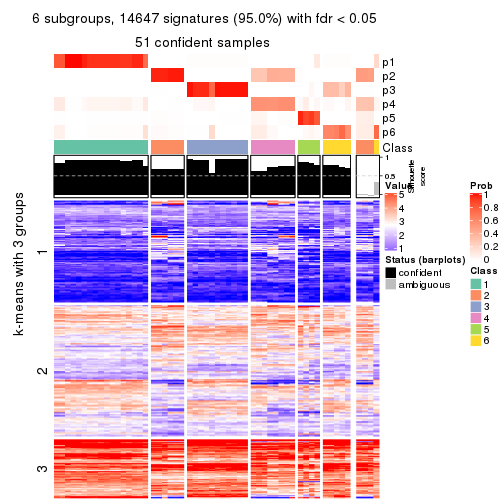 6 subgroups, 14647 signatures (95.0%) with fdr < 0.05
51 confident samples
p1
p2
p3
p4
p5
p6
Class
1
0.5
0
Silhouette
score
k-means with 3 groups
1
2
3
Value
5
4
3
2
1
Status (barplots)
confident
ambiguous
Prob
1
0.8
0.6
0.4
0.2
0
Class
1
2
3
4
5
6